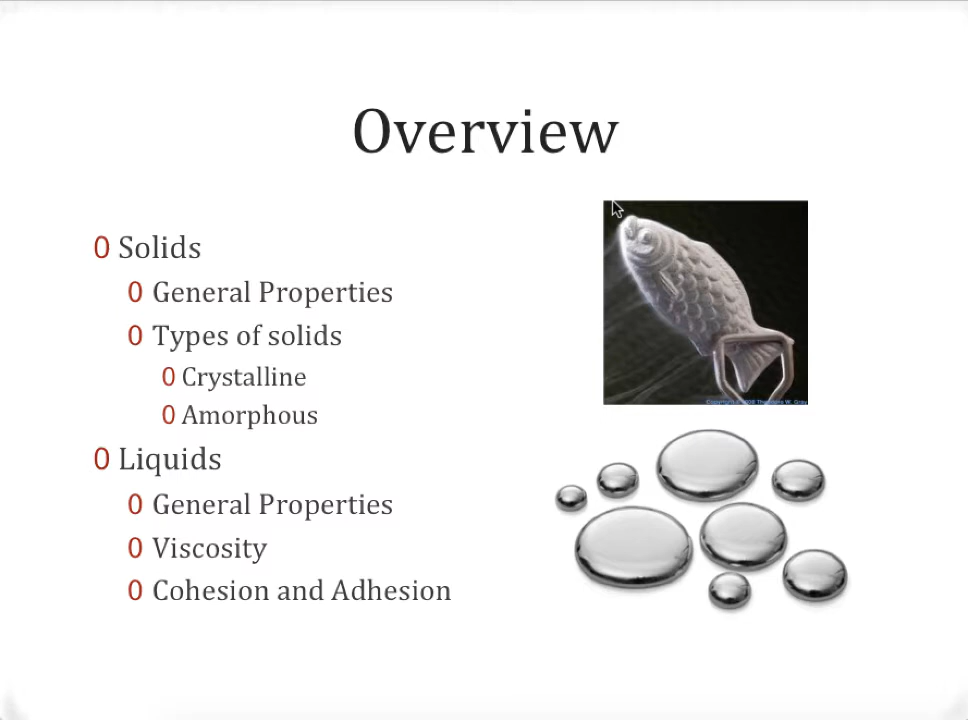 Overview
0 Solids
0 General Properties
0 Types of solids
0 Crystalline
0 Amorphous
0 Liquids
0 General Properties
0 Viscosity
0 Cohesion and Adhesion